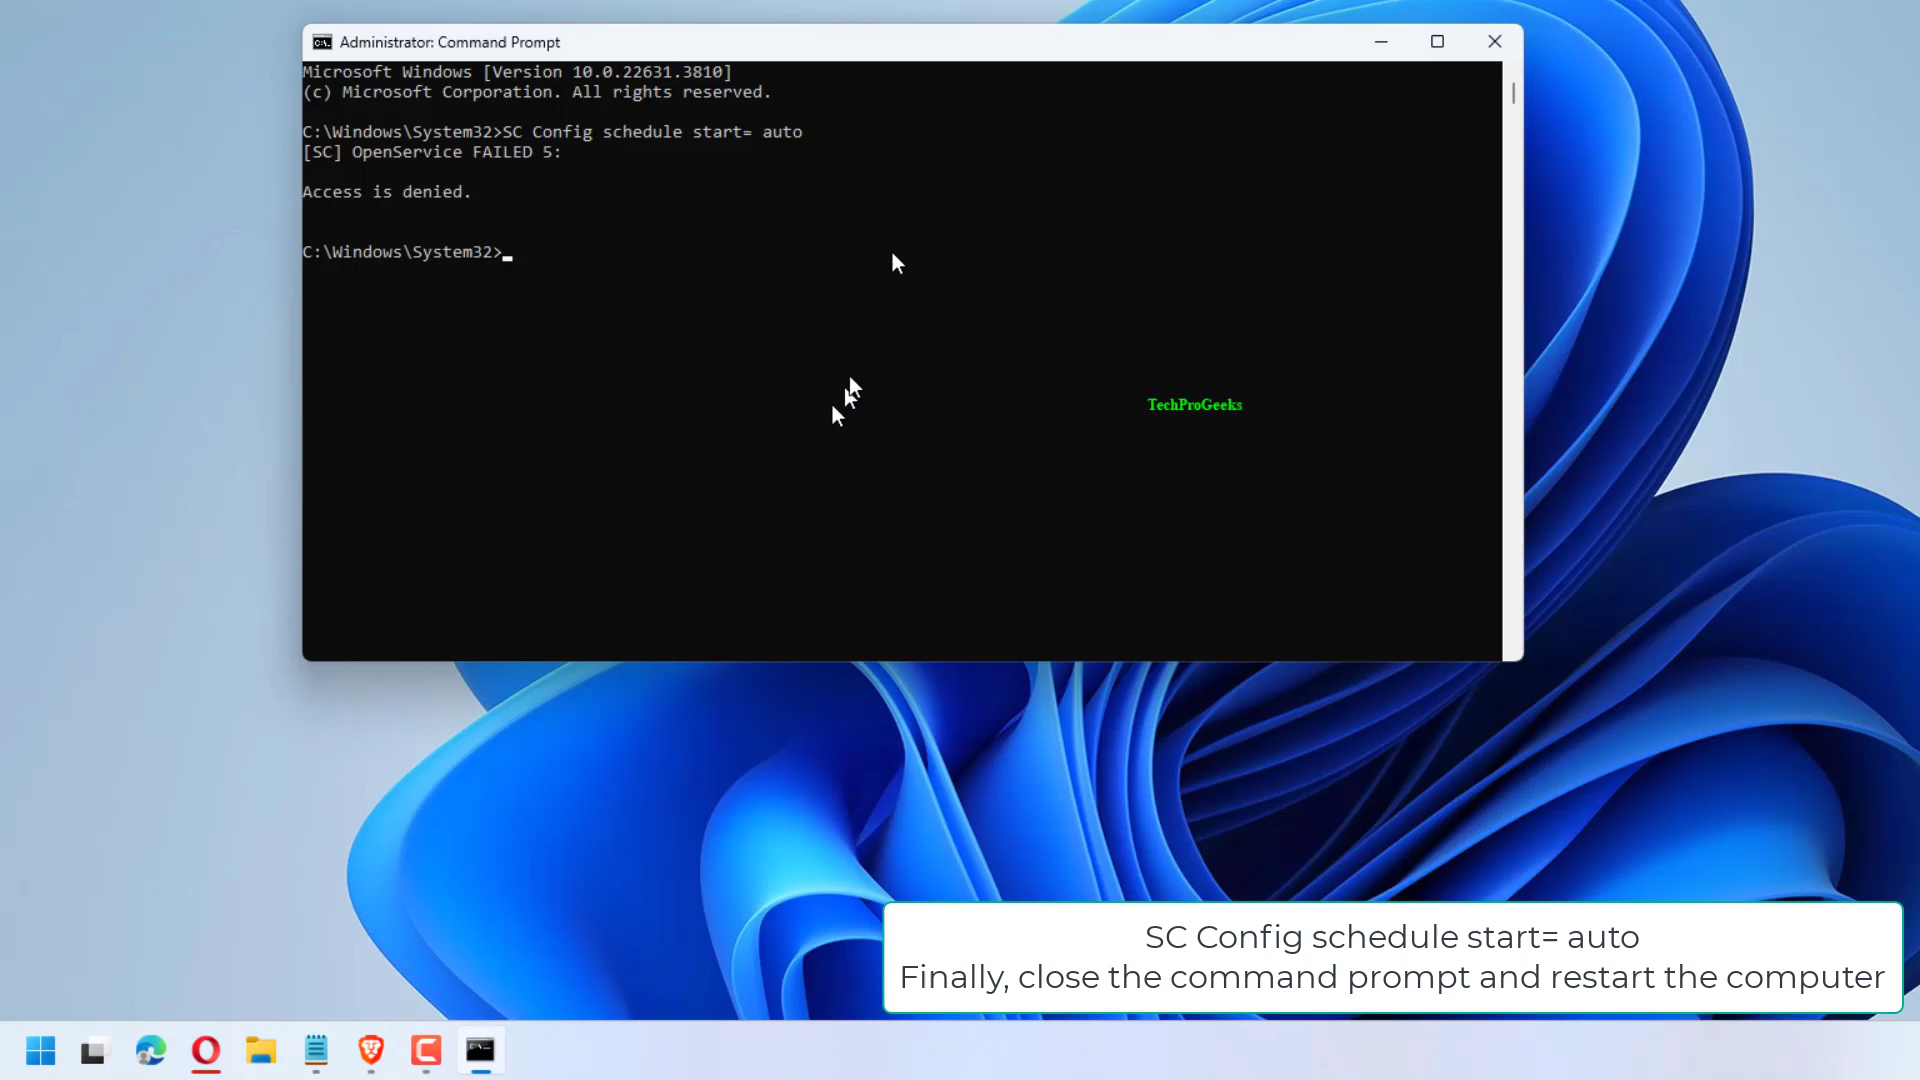 Administrator: Command Prompt
Microsoft Windows [Version 10.0.22631.3810]
(c) Microsoft Corporation. All rights reserved.
C:\Windows\System32>SC Config schedule start= auto
[SC] OpenService FAILED 5:
Access is denied.
C:\Windows\System32>
TechProGeeks
SC Config schedule start= auto
Finally, close the command prompt and restart the computer